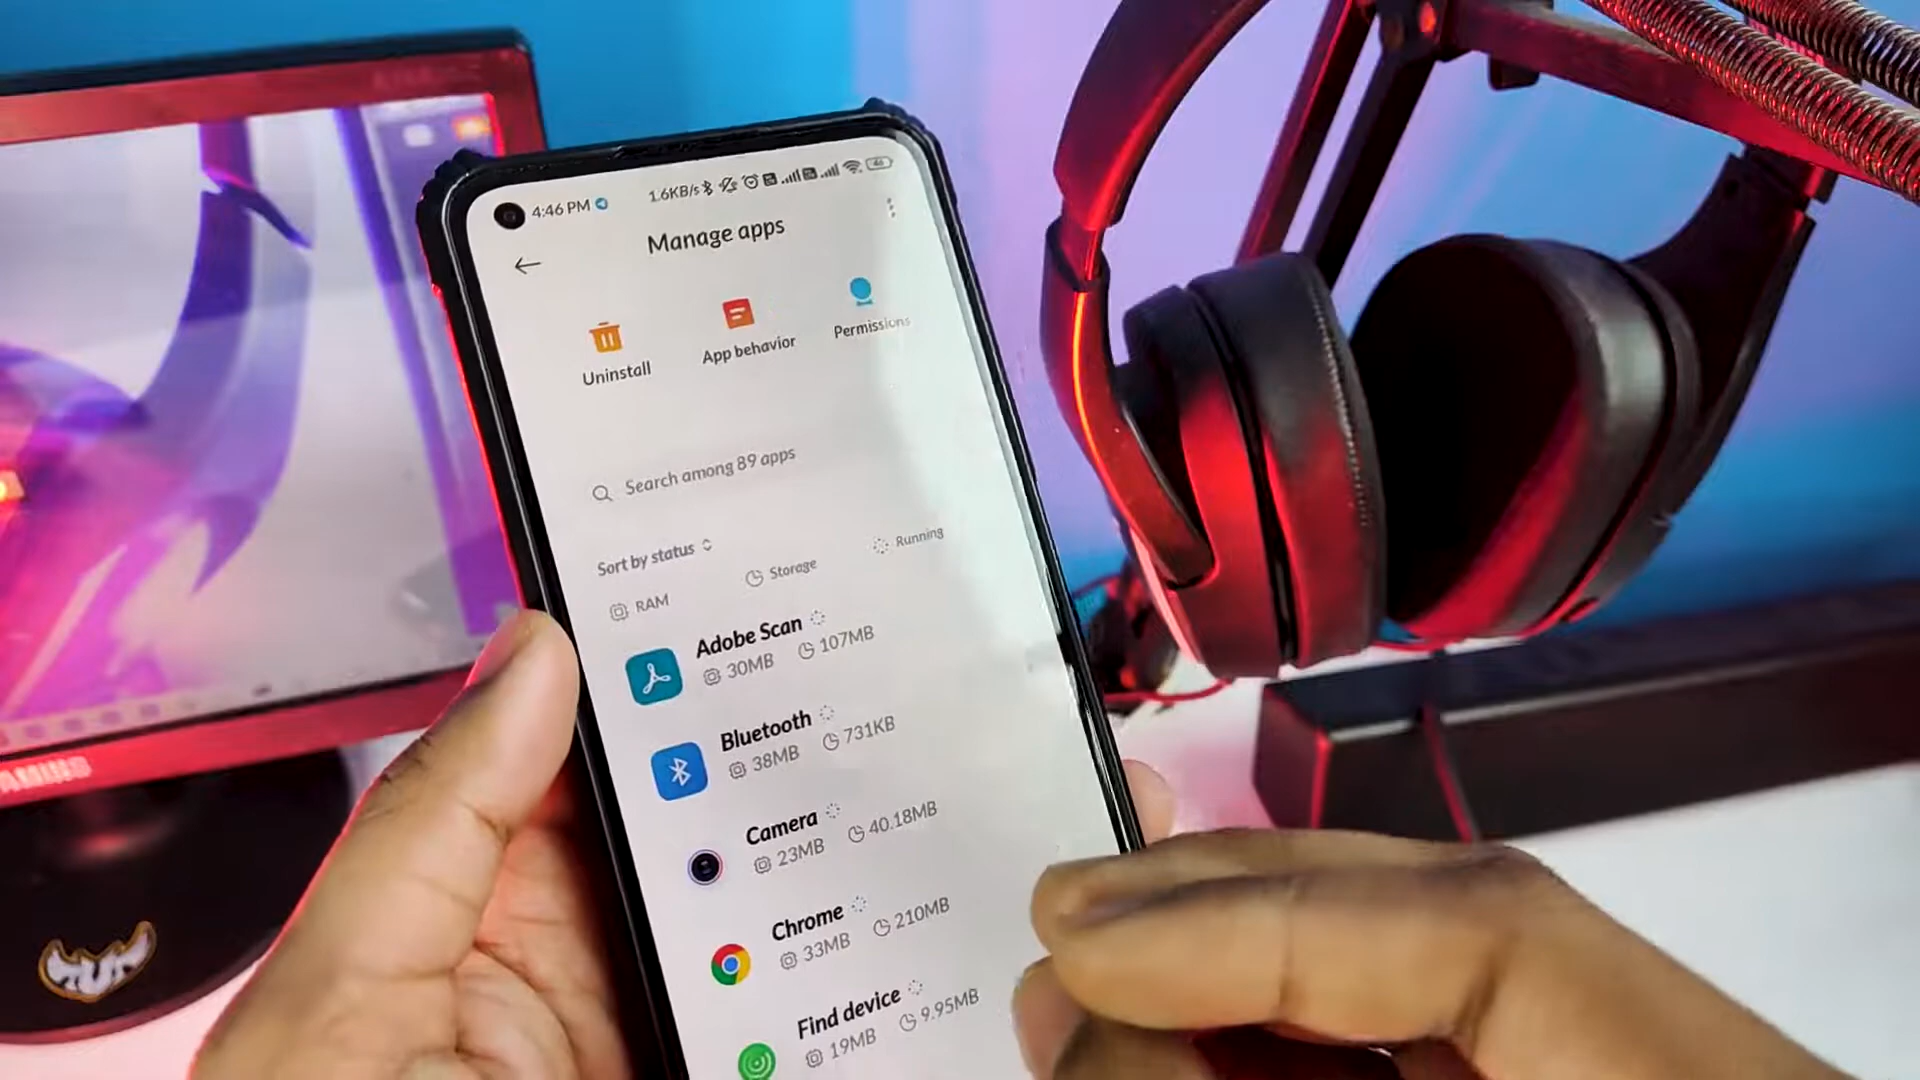 4:46 PM 1.6KB/s 46
Manage apps
Uninstall App behavior Permissions
Search among 89 apps
Sort by status
RAM Storage Running
Adobe Scan
30MB 107MB
Bluetooth
38MB 731KB
Camera
23MB 40.18MB
Chrome
33MB 210MB
Find device
19MB 9.95MB